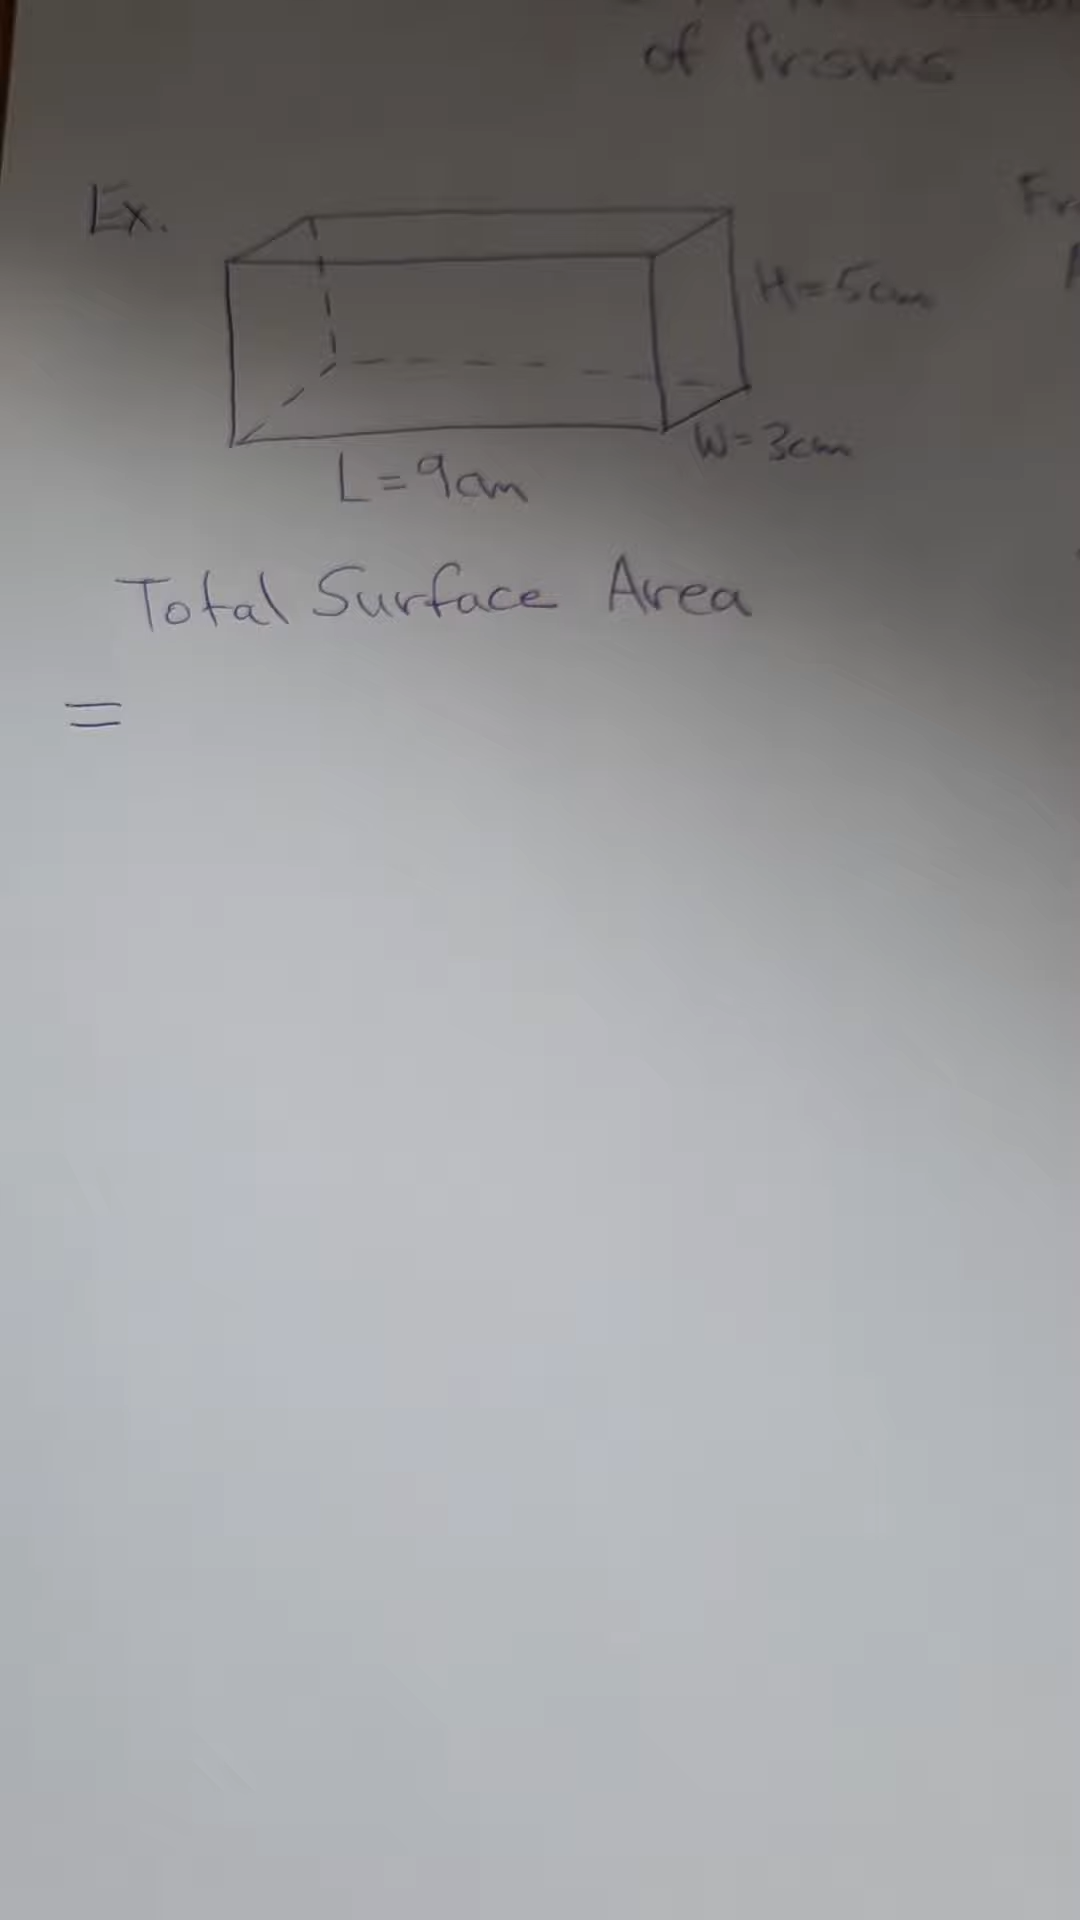 of Prisms
Ex.
H=5cm
W=3cm
L=9cm
Total Surface Area
=